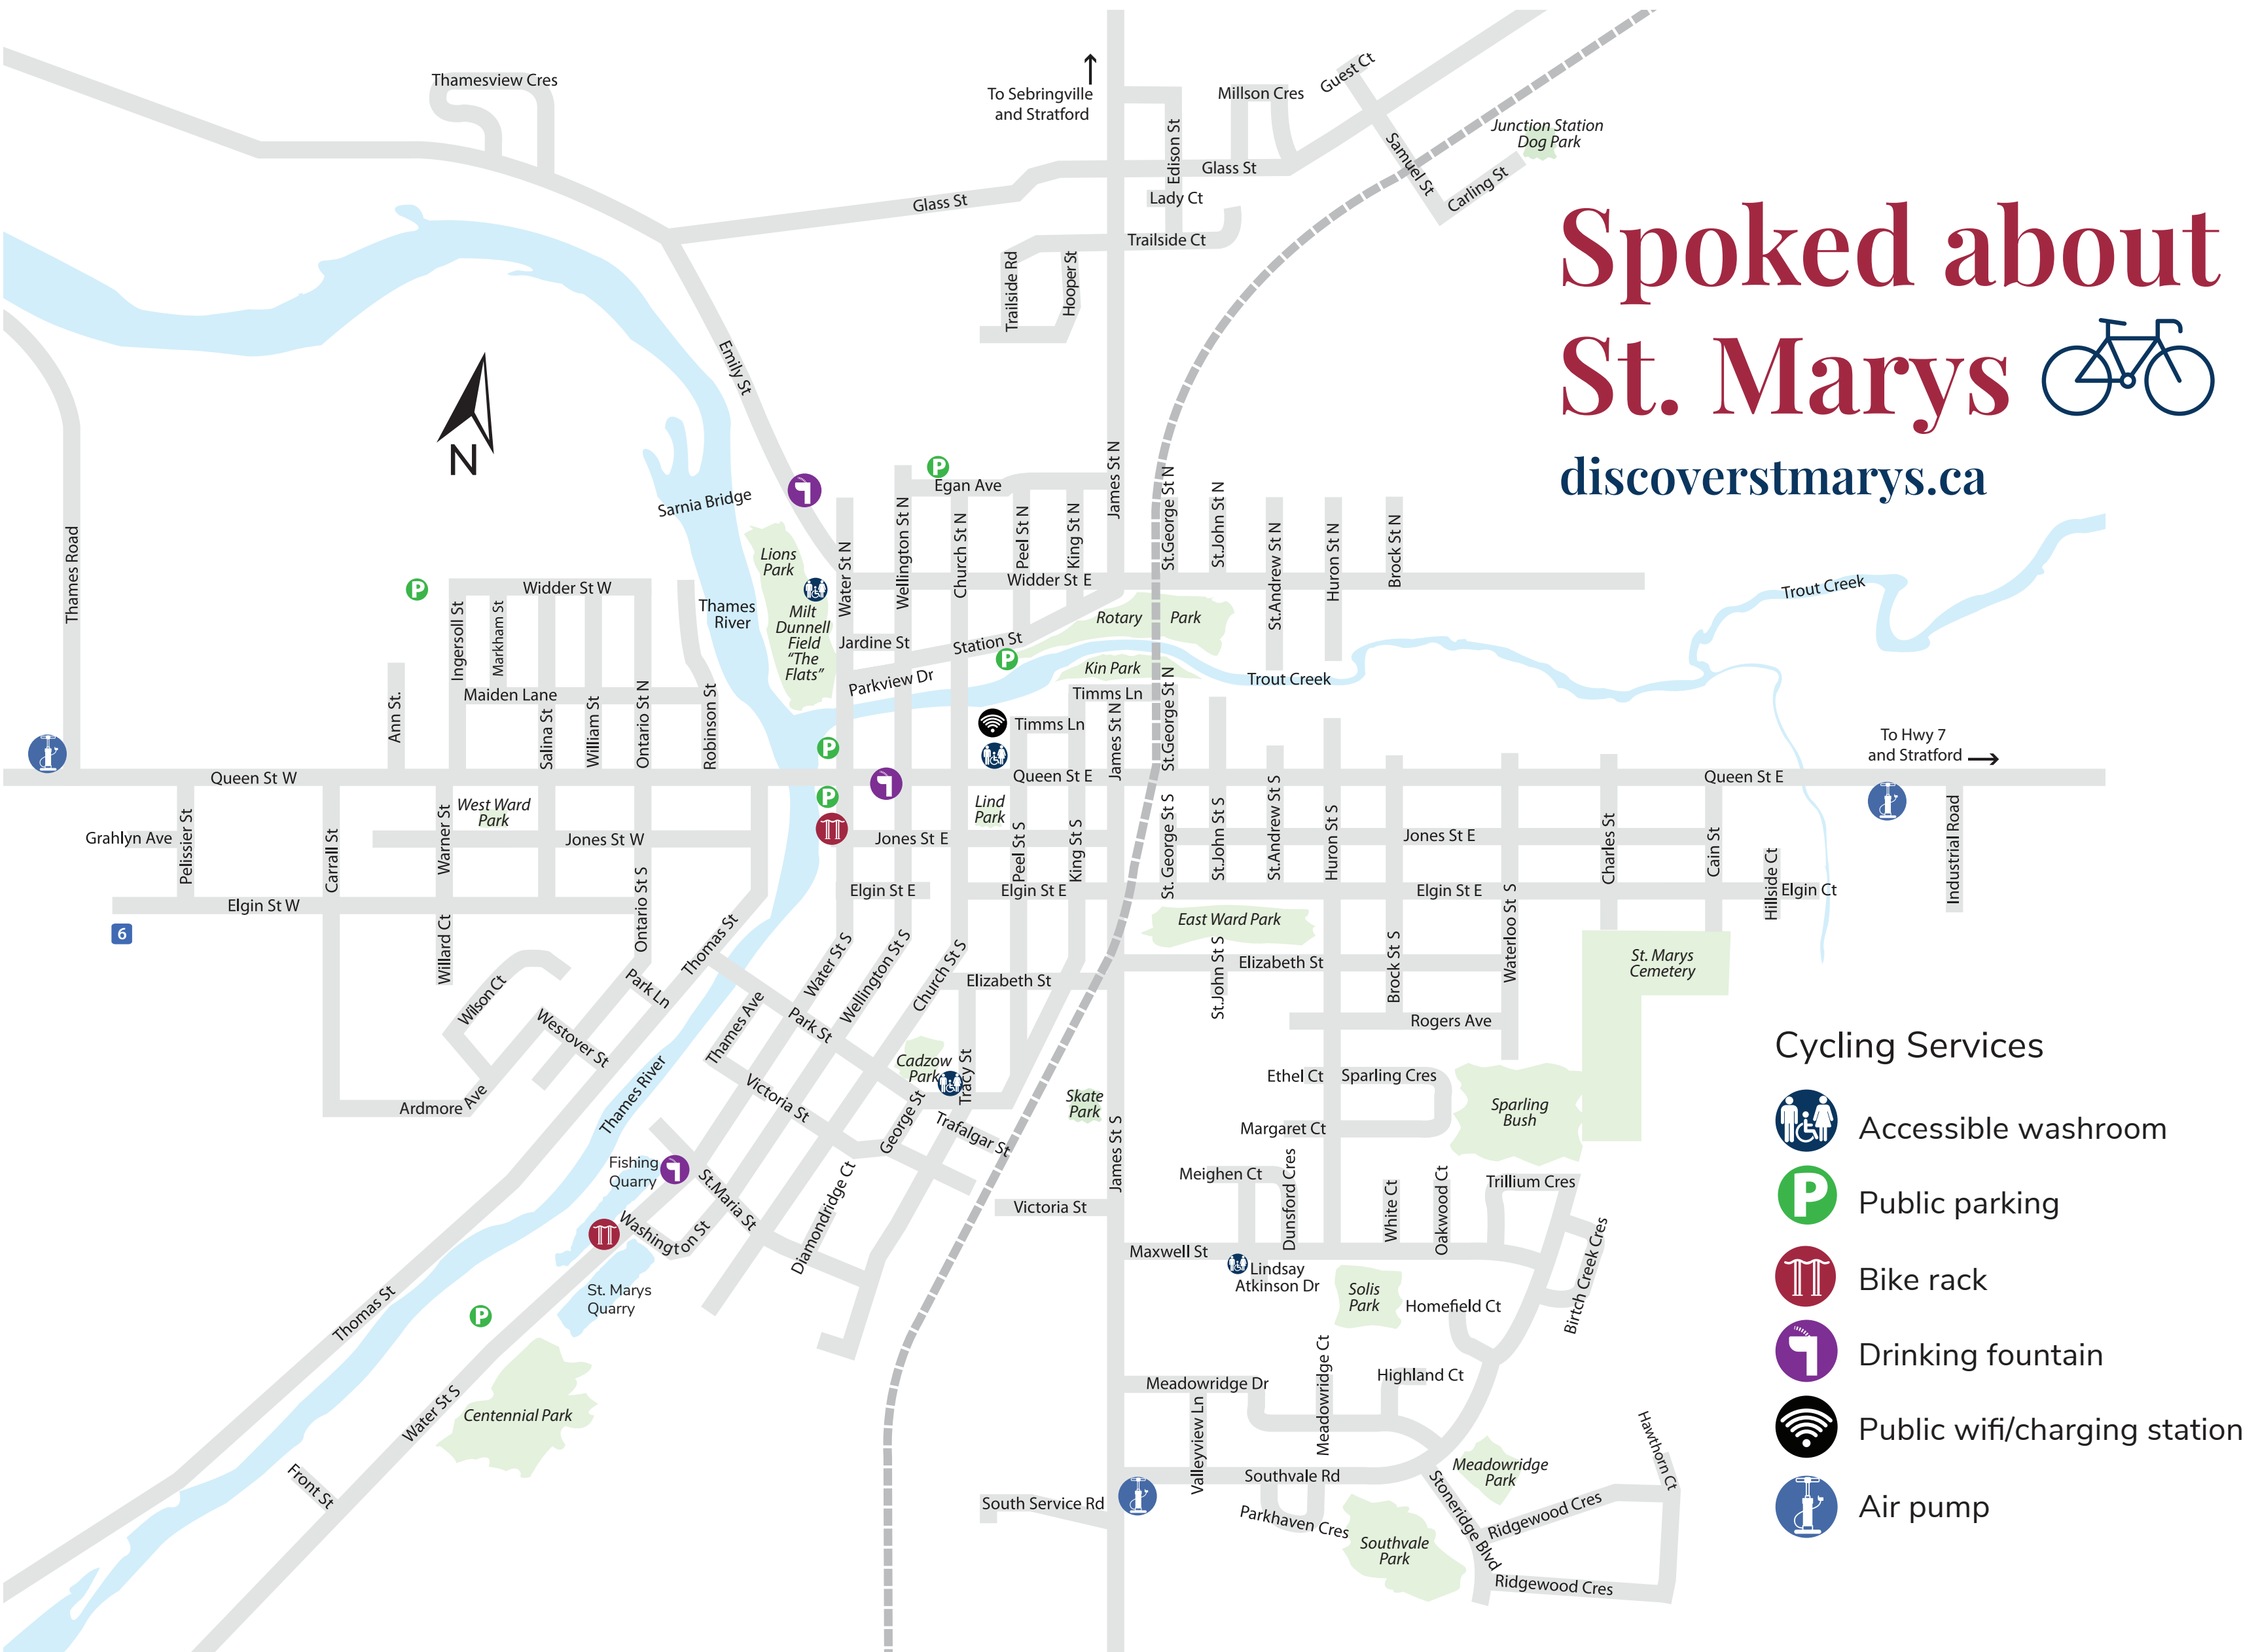 Thamesview Cres
To Sebringville
and Stratford
Millson Cres
Guest Ct
Junction Station
Dog Park
Edison St
Samuel St
Glass St
Carling St
Lady Ct
Glass St
Trailside Ct
Trailside Rd
Hooper St
Spoked about
St. Marys
discoverstmarys.ca
Emily St
N
Sarnia Bridge
P
Egan Ave
James St N
St.George St N
St.John St N
Thames Road
Lions
Park
Water St N
Wellington St N
Church St N
Peel St N
King St N
St.Andrew St N
Huron St N
Brock St N
P
Widder St W
Widder St E
Trout Creek
Ingersoll St
Markham St
Thames
River
Milt
Dunnell
Field
"The
Flats"
Rotary
Park
Jardine St
Station St
P
Kin Park
Parkview Dr
Trout Creek
Maiden Lane
Timms Ln
Ann St.
Salina St
William St
Ontario St N
Robinson St
Timms Ln
James St N
St.George St N
P
To Hwy 7
and Stratford
Queen St W
Queen St E
Queen St E
P
West Ward
Park
Lind
Park
Grahlyn Ave
Pelissier St
Carrall St
Warner St
Jones St W
Jones St E
Peel St S
King St S
St. George St S
St.John St S
St.Andrew St S
Huron St S
Jones St E
Charles St
Cain St
Hillside Ct
Industrial Road
Elgin St W
Elgin St E
Elgin St E
Elgin St E
Elgin Ct
6
Willard Ct
Ontario St S
Thomas St
Water St S
Wellington St S
Church St S
East Ward Park
Waterloo St S
St. Marys
Cemetery
Elizabeth St
St.John St S
Elizabeth St
Brock St S
Wilson Ct
Park Ln
Westover St
Thames Ave
Park St
Rogers Ave
Cycling Services
Cadzow
Park
Tracy St
Ethel Ct
Sparling Cres
Ardmore Ave
Thames River
Victoria St
George St
Trafalgar St
Skate
Park
Sparling
Bush
Accessible washroom
Margaret Ct
James St S
Fishing
Quarry
St.Maria St
Diamondridge Ct
Meighen Ct
Dunsford Cres
White Ct
Oakwood Ct
Trillium Cres
P
Public parking
Washington St
Victoria St
Maxwell St
Birtch Creek Cres
Lindsay
Atkinson Dr
Bike rack
St. Marys
Quarry
Solis
Park
Homefield Ct
Thomas St
P
Drinking fountain
Meadowridge Dr
Meadowridge Ct
Highland Ct
Water St S
Centennial Park
Valleyview Ln
Hawthorn Ct
Public wifi/charging station
Front St
Southvale Rd
Meadowridge
Park
South Service Rd
Stoneridge Blvd
Ridgewood Cres
Air pump
Parkhaven Cres
Southvale
Park
Ridgewood Cres